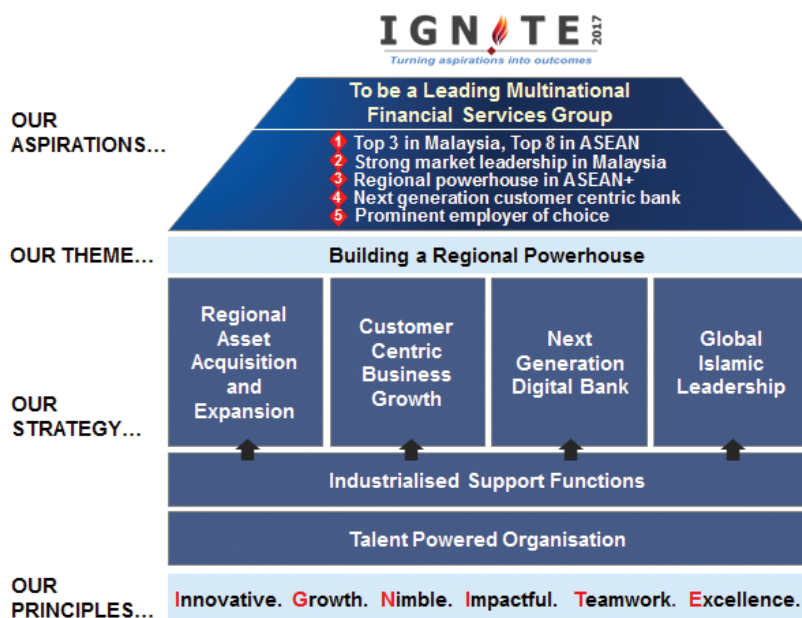 IGNITE 2017
Turning aspirations into outcomes
OUR
ASPIRATIONS...
To be a Leading Multinational
Financial Services Group
1 Top 3 in Malaysia, Top 8 in ASEAN
2 Strong market leadership in Malaysia
3 Regional powerhouse in ASEAN+
4 Next generation customer centric bank
5 Prominent employer of choice
OUR THEME...
Building a Regional Powerhouse
OUR
STRATEGY...
Regional
Asset
Acquisition
and
Expansion
Customer
Centric
Business
Growth
Next
Generation
Digital Bank
Global
Islamic
Leadership
Industrialised Support Functions
Talent Powered Organisation
OUR
PRINCIPLES...
Innovative. Growth. Nimble. Impactful. Teamwork. Excellence.